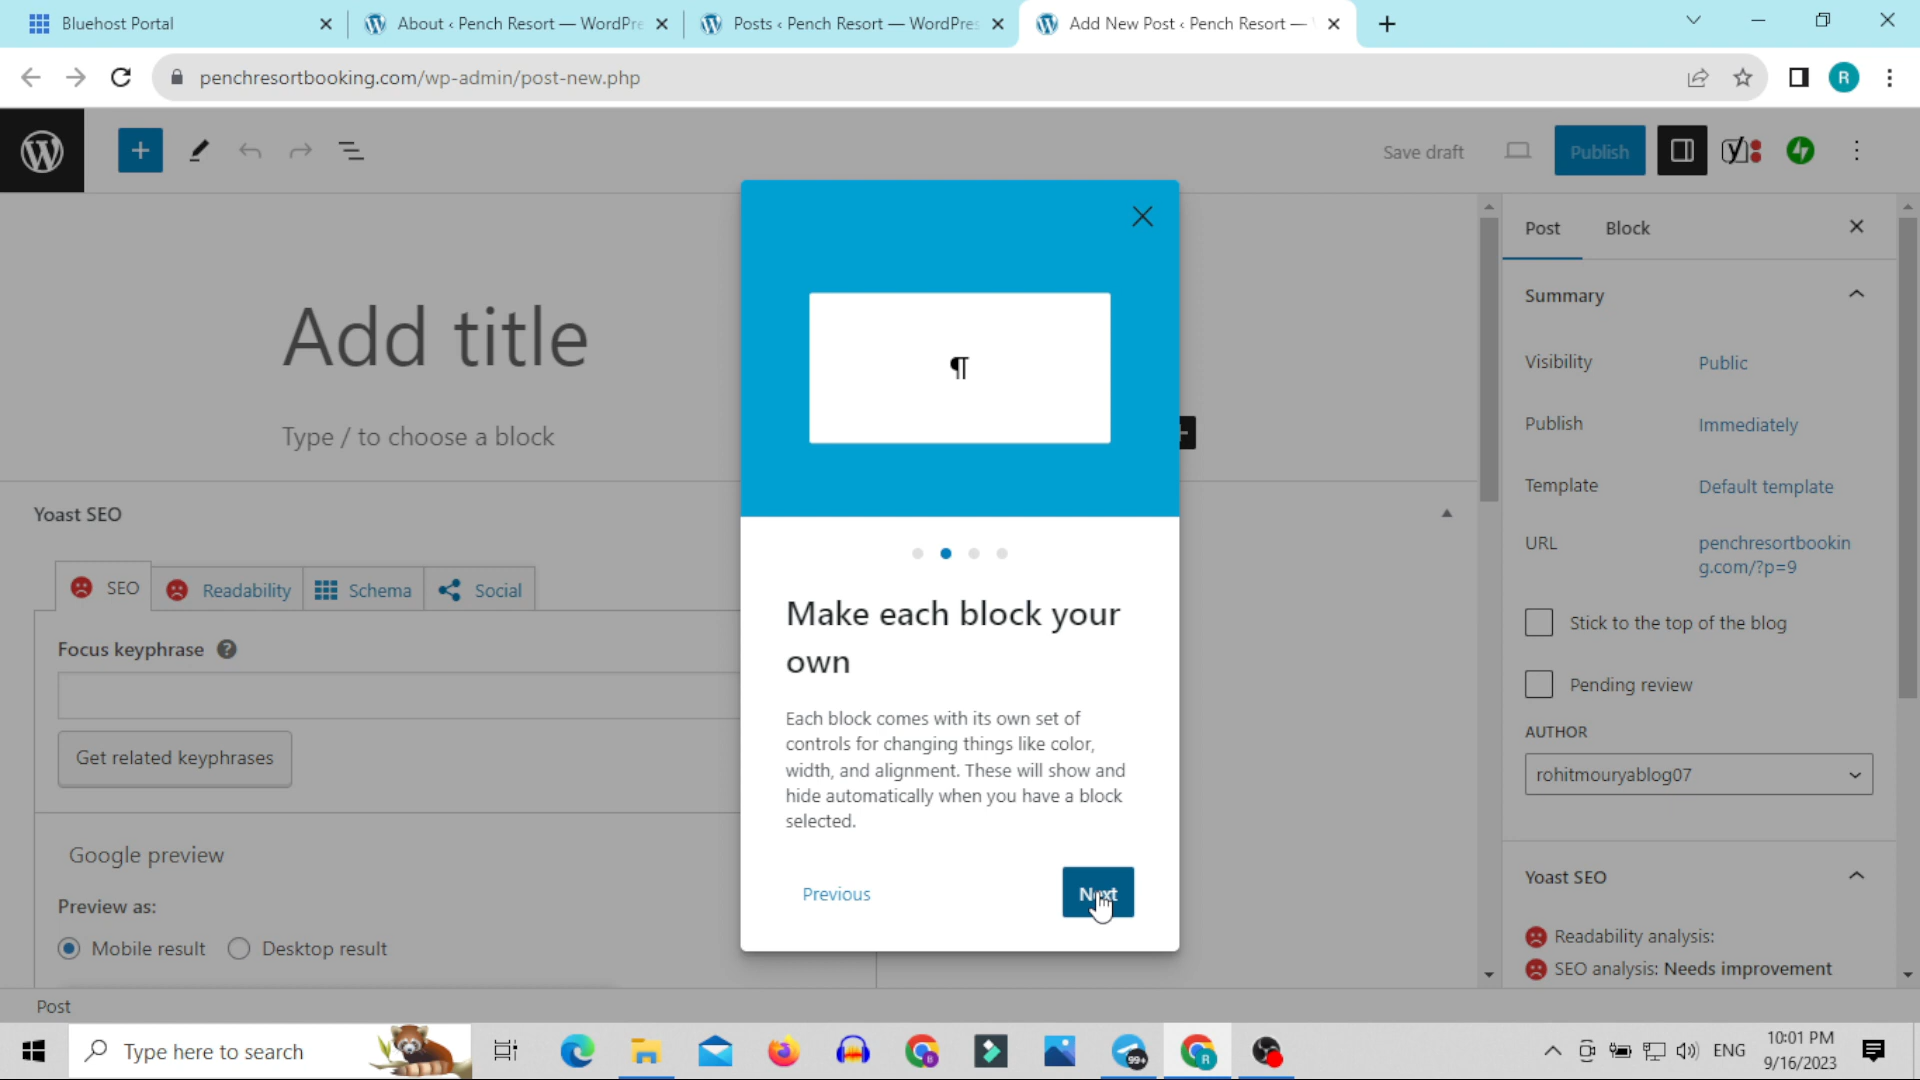 Bluehost Portal
About ‹ Pench Resort — WordPre
Posts ‹ Pench Resort — WordPres
Add New Post ‹ Pench Resort —
penchresortbooking.com/wp-admin/post-new.php
R
Save draft
Publish
Add title
Type / to choose a block
Post
Block
Summary
Visibility
Public
Publish
Immediately
Template
Default template
URL
penchresortbookin
g.com/?p=9
Stick to the top of the blog
Pending review
AUTHOR
rohitmouryablog07
Yoast SEO
Readability analysis:
SEO analysis: Needs improvement
Yoast SEO
SEO
Readability
Schema
Social
Focus keyphrase
Get related keyphrases
Google preview
Preview as:
Mobile result
Desktop result
¶
Make each block your
own
Each block comes with its own set of
controls for changing things like color,
width, and alignment. These will show and
hide automatically when you have a block
selected.
Previous
Next
Post
Type here to search
99+
ENG
10:01 PM
9/16/2023